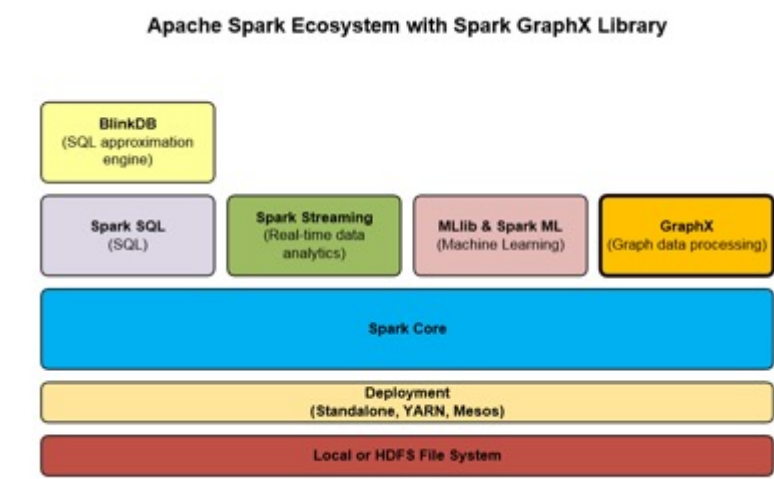 Apache Spark Ecosystem with Spark GraphX Library
BlinkDB
(SQL approximation
engine)
Spark SQL
(SQL)
Spark Streaming
(Real-time data
analytics)
MLlib & Spark ML
(Machine Learning)
GraphX
(Graph data processing)
Spark Core
Deployment
(Standalone, YARN, Mesos)
Local or HDFS File System